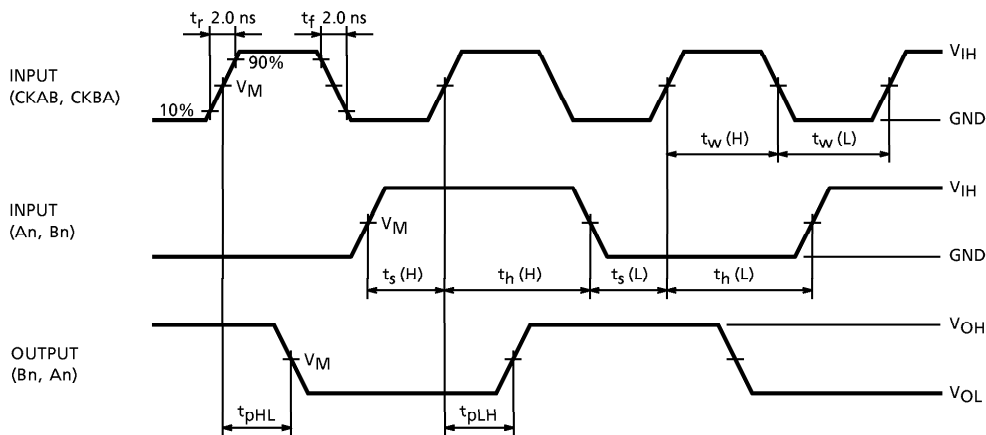 tr 2.0 ns
tf 2.0 ns
INPUT
(CKAB, CKBA)
90%
VM
10%
VIH
GND
tw (H)
tw (L)
INPUT
(An, Bn)
VM
VIH
GND
ts (H)
th (H)
ts (L)
th (L)
OUTPUT
(Bn, An)
VM
VOH
VOL
tpHL
tpLH